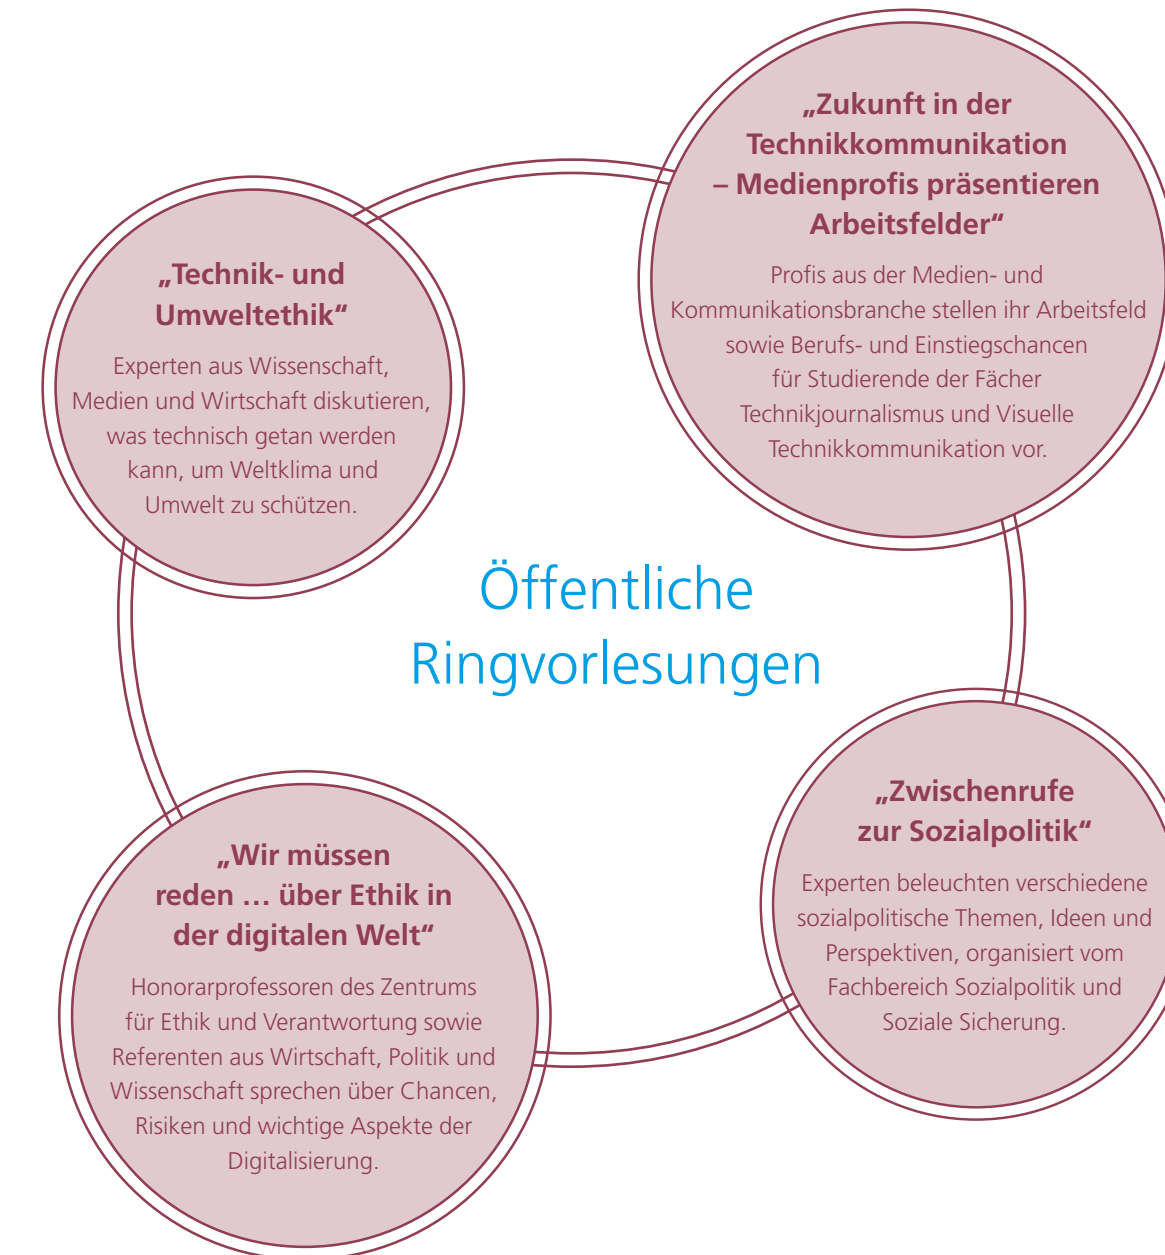 „Zukunft in der
Technikkommunikation
– Medienprofis präsentieren
Arbeitsfelder“
Profis aus der Medien- und
Kommunikationsbranche stellen ihr Arbeitsfeld
sowie Berufs- und Einstiegschancen
für Studierende der Fächer
Technikjournalismus und Visuelle
Technikkommunikation vor.
„Technik- und
Umweltethik“
Experten aus Wissenschaft,
Medien und Wirtschaft diskutieren,
was technisch getan werden
kann, um Weltklima und
Umwelt zu schützen.
Öffentliche
Ringvorlesungen
„Zwischenrufe
zur Sozialpolitik“
Experten beleuchten verschiedene
sozialpolitische Themen, Ideen und
Perspektiven, organisiert vom
Fachbereich Sozialpolitik und
Soziale Sicherung.
„Wir müssen
reden … über Ethik in
der digitalen Welt“
Honorarprofessoren des Zentrums
für Ethik und Verantwortung sowie
Referenten aus Wirtschaft, Politik und
Wissenschaft sprechen über Chancen,
Risiken und wichtige Aspekte der
Digitalisierung.